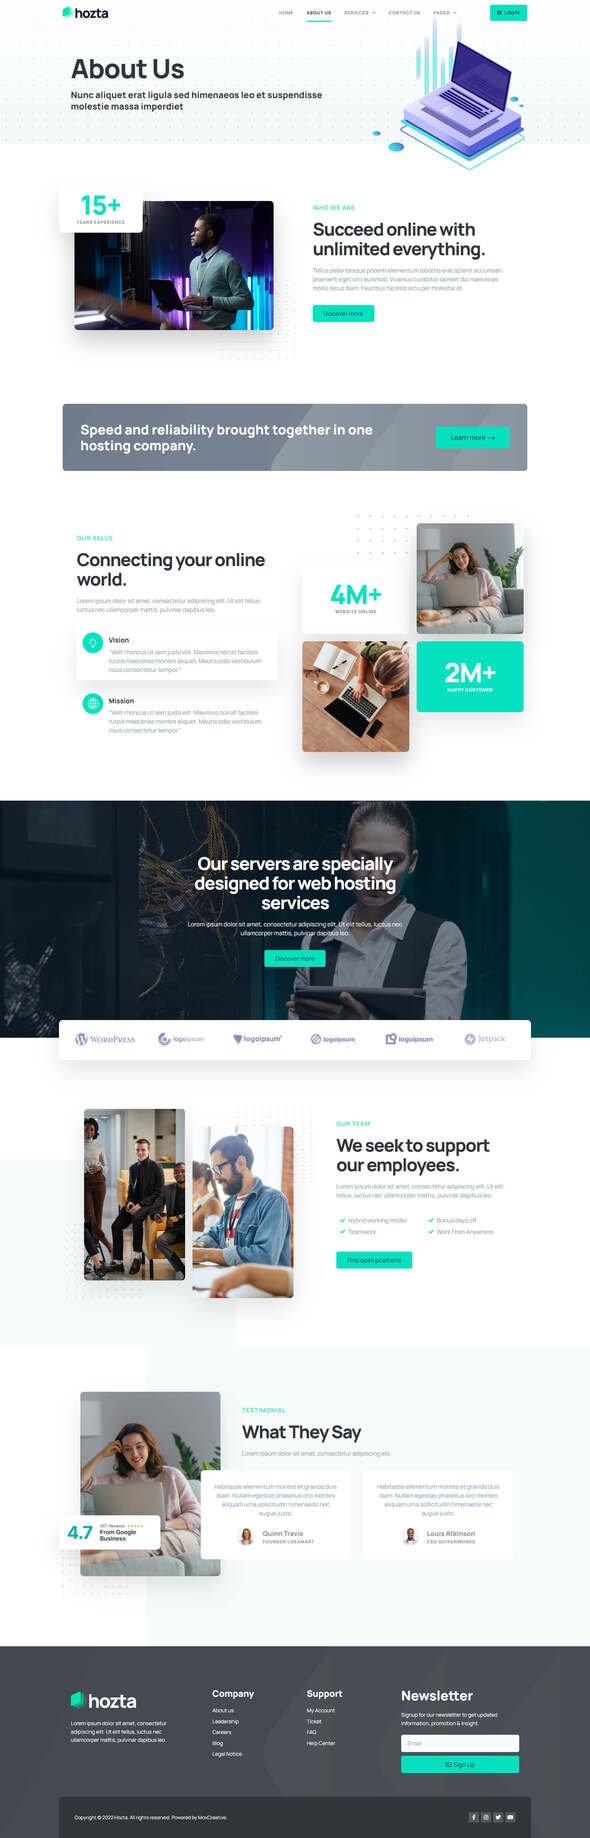 hozta
HOME ABOUT US SERVICES CONTACT US PAGES LOGIN
About Us
Nunc aliquet erat ligula sed himenaeos leo et suspendisse
molestie massa imperdiet
15+
YEARS EXPERIENCE
WHO WE ARE
Succeed online with
unlimited everything.
Tellus pellentesque potenti elementum lobortis erat aptent accumsan
praesent eget orci euismod. Vivamus curabitur laoreet dui maecenas
mollis lacus diam. Faucibus facilisis arcu per molestie at.
Discover more
Speed and reliability brought together in one
hosting company.
Learn more →
OUR VALUE
Connecting your online
world.
Lorem ipsum dolor sit amet, consectetur adipiscing elit. Ut elit tellus,
luctus nec ullamcorper mattis, pulvinar dapibus leo.
Vision
"Velit rhoncus ut sem justo elit. Maximus non at facilisis
turpis maecenas montes aliquet. Mauris odio vestibulum
risus consectetur tempor."
Mission
"Velit rhoncus ut sem justo elit. Maximus non at facilisis
turpis maecenas montes aliquet. Mauris odio vestibulum
risus consectetur tempor."
4M+
WEBSITE ONLINE
2M+
HAPPY CUSTOMER
Our servers are specially
designed for web hosting
services
Lorem ipsum dolor sit amet, consectetur adipiscing elit. Ut elit tellus, luctus nec
ullamcorper mattis, pulvinar dapibus leo.
Discover more
WORDPRESS logoipsum logoipsum logoipsum logoipsum Jetpack
OUR TEAM
We seek to support
our employees.
Lorem ipsum dolor sit amet, consectetur adipiscing elit. Ut elit
tellus, luctus nec ullamcorper mattis, pulvinar dapibus leo.
Hybrid working model Bonus days off
Teamwork Work From Anywhere
Find open positions
TESTIMONIAL
What They Say
Lorem ipsum dolor sit amet, consectetur adipiscing elit.
Habitasse elementum montes et gravida duis
diam. Nullam egestas phasellus orci montes
aliquam urna sollicitudin himenaeos nec
augue justo.
Quinn Travis
FOUNDER LOKAMART
Habitasse elementum montes et gravida duis
diam. Nullam egestas phasellus orci montes
aliquam urna sollicitudin himenaeos nec
augue justo.
Louis Atkinson
CEO QUIKERWORKS
4.7
Reviews
From Google
Business
hozta
Lorem ipsum dolor sit amet, consectetur
adipiscing elit. Ut elit tellus, luctus nec
ullamcorper mattis, pulvinar dapibus leo.
Company
About us
Leadership
Careers
Blog
Legal Notice
Support
My Account
Ticket
FAQ
Help Center
Newsletter
Signup for our newsletter to get updated
information, promotion & insight.
Email
Sign Up
Copyright © 2022 Hozta. All rights reserved. Powered by MoxCreative.